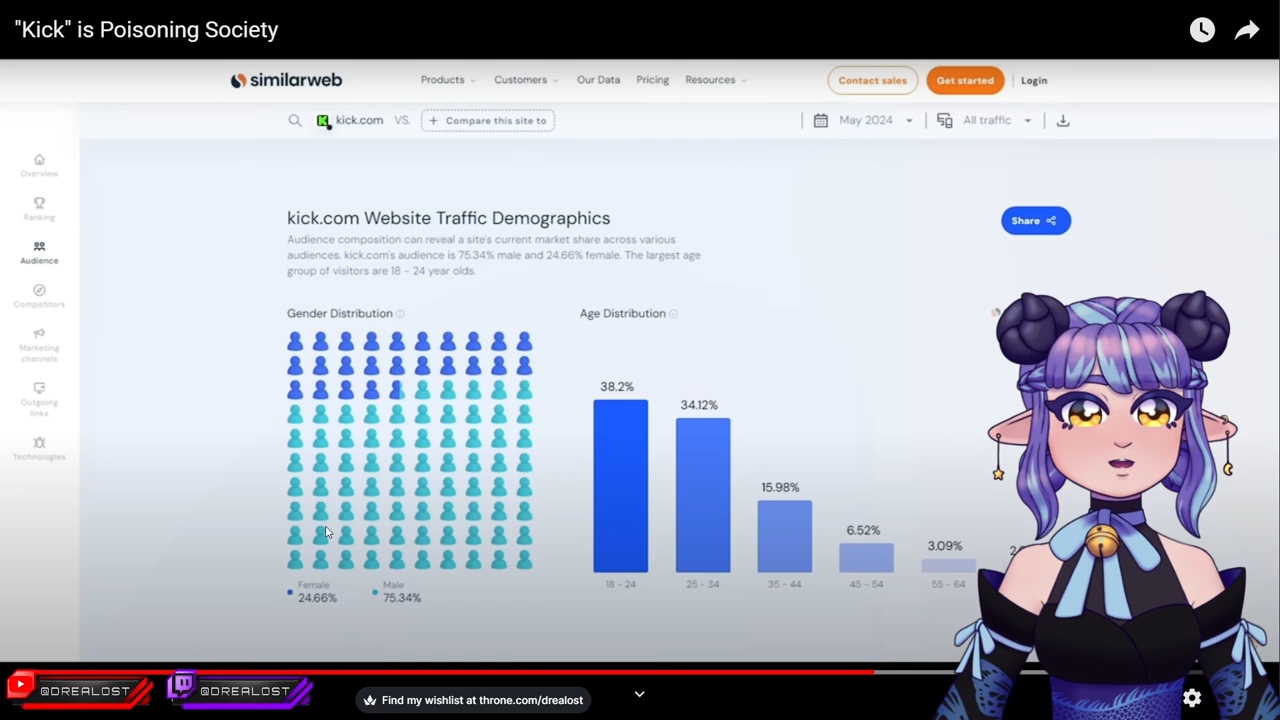 "Kick" is Poisoning Society
similarweb
Products
Customers
Our Data
Pricing
Resources
Contact sales
Get started
Login
kick.com
VS.
+ Compare this site to
May 2024
All traffic
Overview
Ranking
Audience
Competitors
Marketing
channels
Outgoing
links
Technologies
kick.com Website Traffic Demographics
Share
Audience composition can reveal a site's current market share across various
audiences. kick.com's audience is 75.34% male and 24.66% female. The largest age
group of visitors are 18 - 24 year olds.
Gender Distribution
Age Distribution
38.2%
34.12%
15.98%
6.52%
3.09%
18 - 24
25 - 34
35 - 44
45 - 54
55 - 64
Female
24.66%
Male
75.34%
@DREALOST
@DREALOST
Find my wishlist at throne.com/drealost